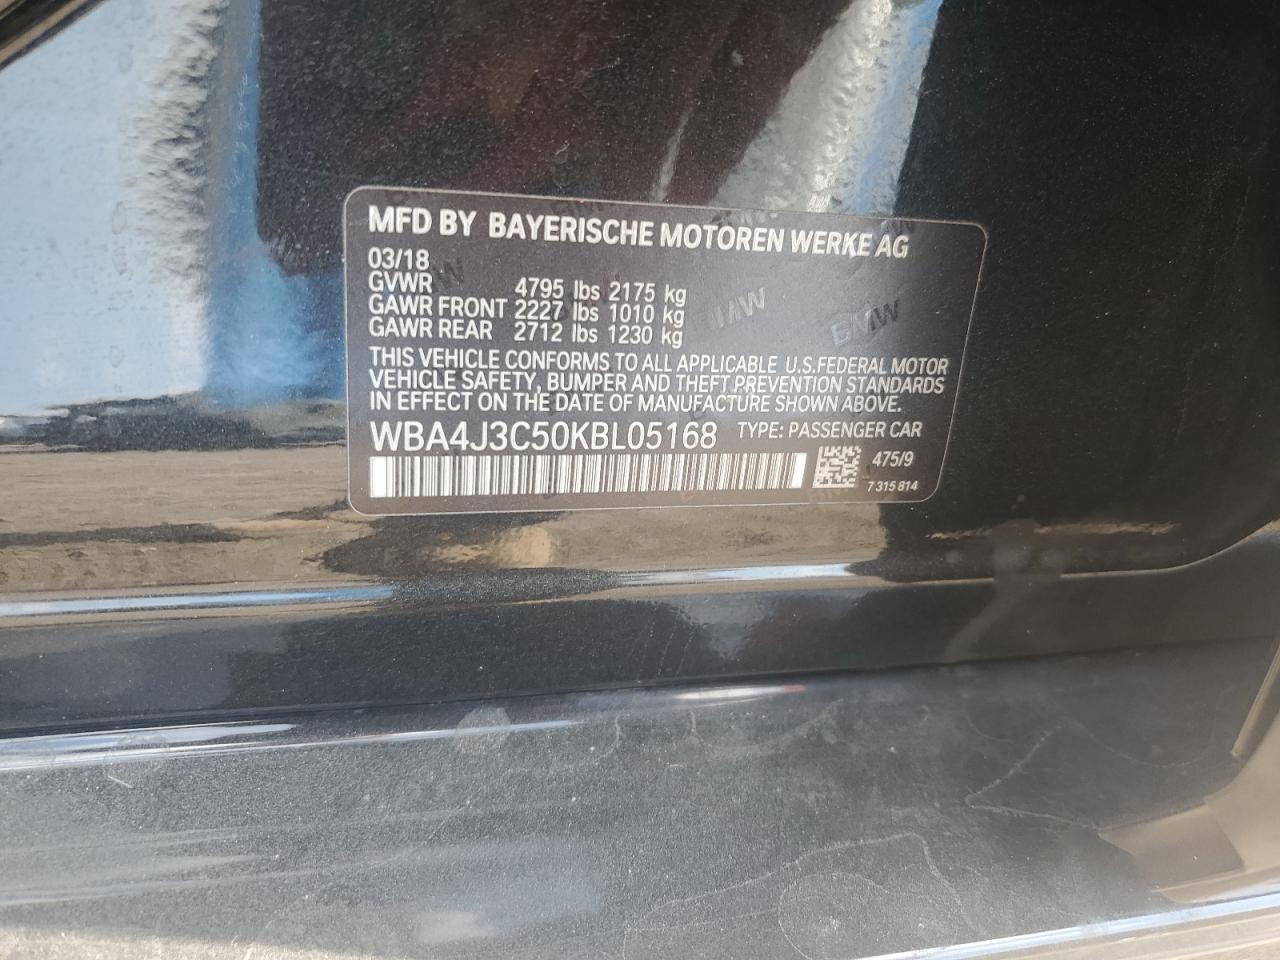 MFD BY BAYERISCHE MOTOREN WERKE AG
03/18
GVWR 4795 lbs 2175 kg
GAWR FRONT 2227 lbs 1010 kg
GAWR REAR 2712 lbs 1230 kg
THIS VEHICLE CONFORMS TO ALL APPLICABLE U.S.FEDERAL MOTOR
VEHICLE SAFETY, BUMPER AND THEFT PREVENTION STANDARDS
IN EFFECT ON THE DATE OF MANUFACTURE SHOWN ABOVE.
WBA4J3C50KBL05168 TYPE: PASSENGER CAR
475/9
7 315 814
BMW
BMW
BMW